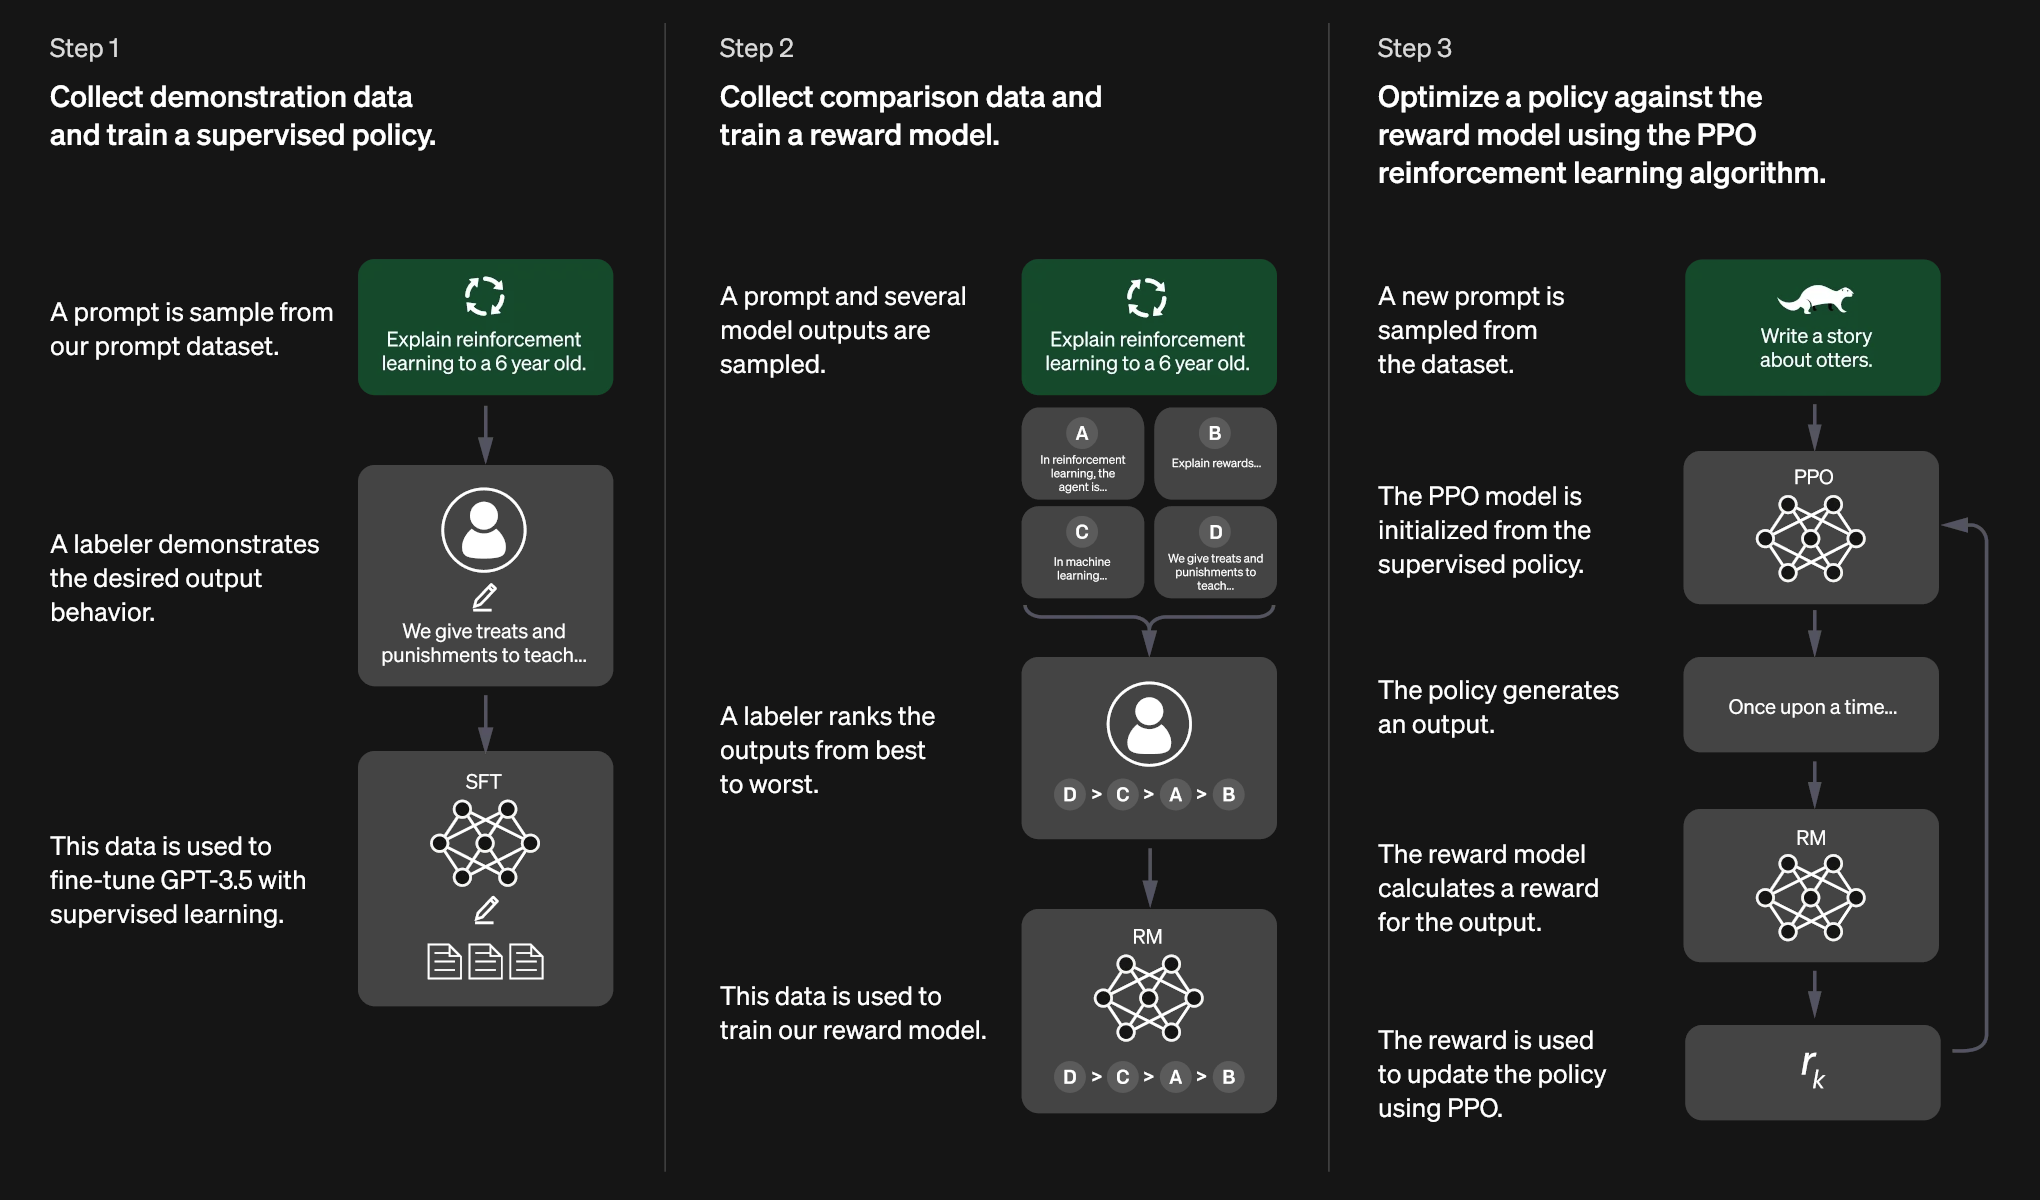 Step 1
Collect demonstration data
and train a supervised policy.
A prompt is sample from
our prompt dataset.
Explain reinforcement
learning to a 6 year old.
A labeler demonstrates
the desired output
behavior.
We give treats and
punishments to teach...
This data is used to
fine-tune GPT-3.5 with
supervised learning.
SFT
Step 2
Collect comparison data and
train a reward model.
A prompt and several
model outputs are
sampled.
Explain reinforcement
learning to a 6 year old.
A
In reinforcement
learning, the
agent is...
B
Explain rewards...
C
In machine
learning...
D
We give treats and
punishments to
teach...
A labeler ranks the
outputs from best
to worst.
D > C > A > B
This data is used to
train our reward model.
RM
D > C > A > B
Step 3
Optimize a policy against the
reward model using the PPO
reinforcement learning algorithm.
A new prompt is
sampled from
the dataset.
Write a story
about otters.
The PPO model is
initialized from the
supervised policy.
PPO
The policy generates
an output.
Once upon a time...
The reward model
calculates a reward
for the output.
RM
The reward is used
to update the policy
using PPO.
r_k